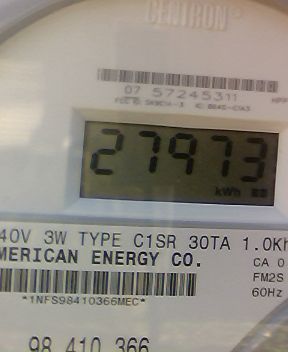 CENTRON®
07 57245311
27973
kWh
40V 3W TYPE C1SR 30TA 1.0Kh
MERICAN ENERGY CO.
CA 0
FM2S
*1NFS98410366MEC*
60Hz
98 410 366